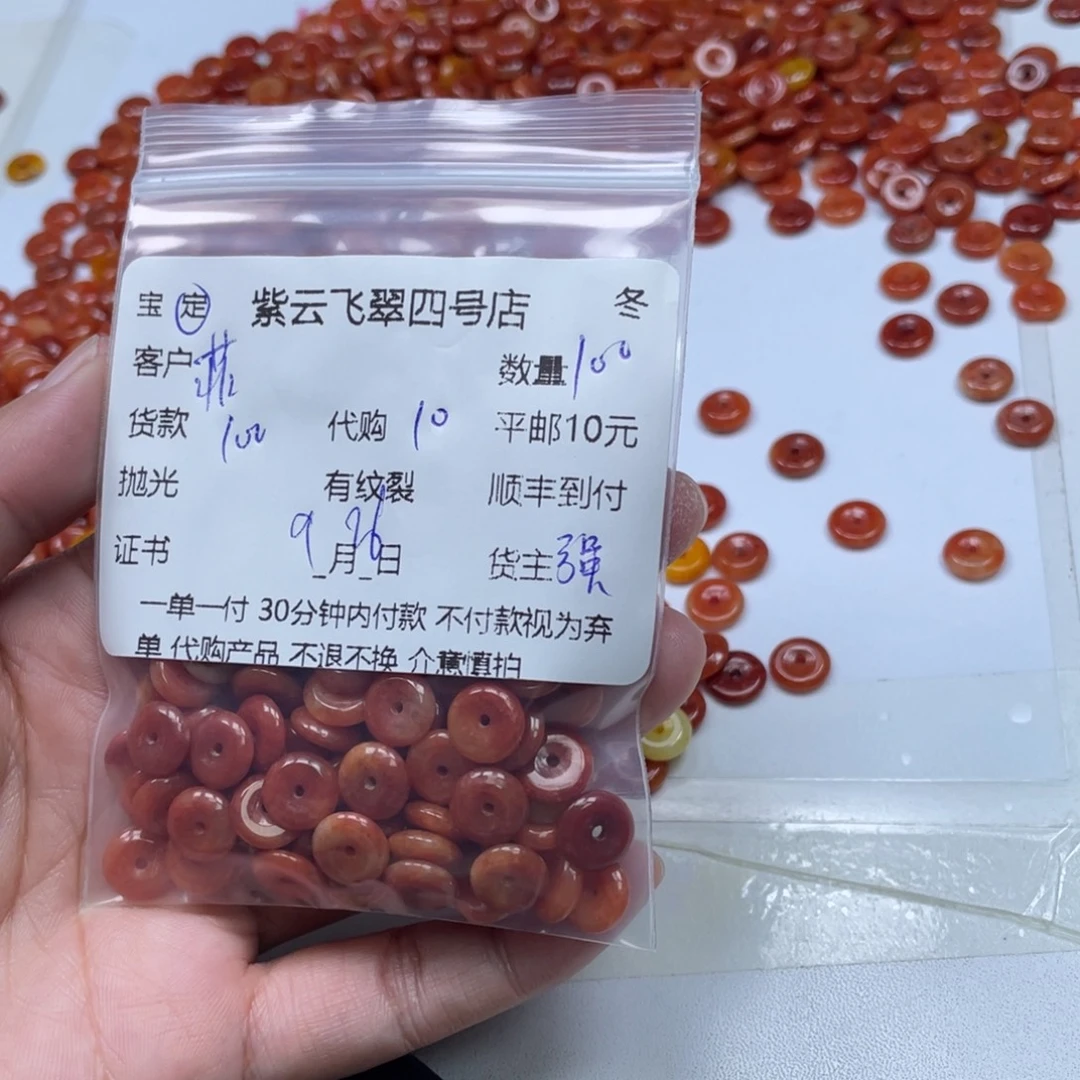 宝 定 紫云飞翠四号店 冬
客户 菲 数量 100
货款 100 代购 10 平邮10元
抛光 有纹裂 顺丰到付
证书 9月26日 货主 强
一单一付 30分钟内付款 不付款视为弃
单 代购产品 不退不换 介意慎拍